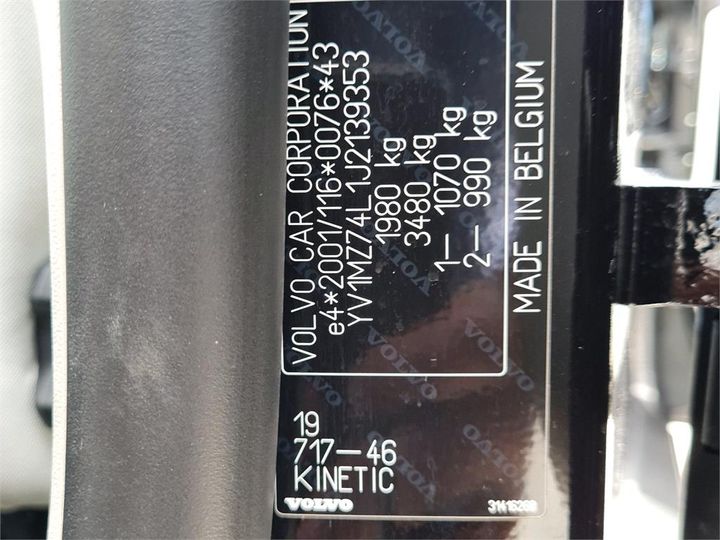 VOLVO CAR CORPORATION
e4*2001/116*0076*43
YV1MZ74L1J2139353
1980 kg
3480 kg
1— 1070 kg
2— 990 kg
MADE IN BELGIUM
19
717—46
KINETIC
VOLVO